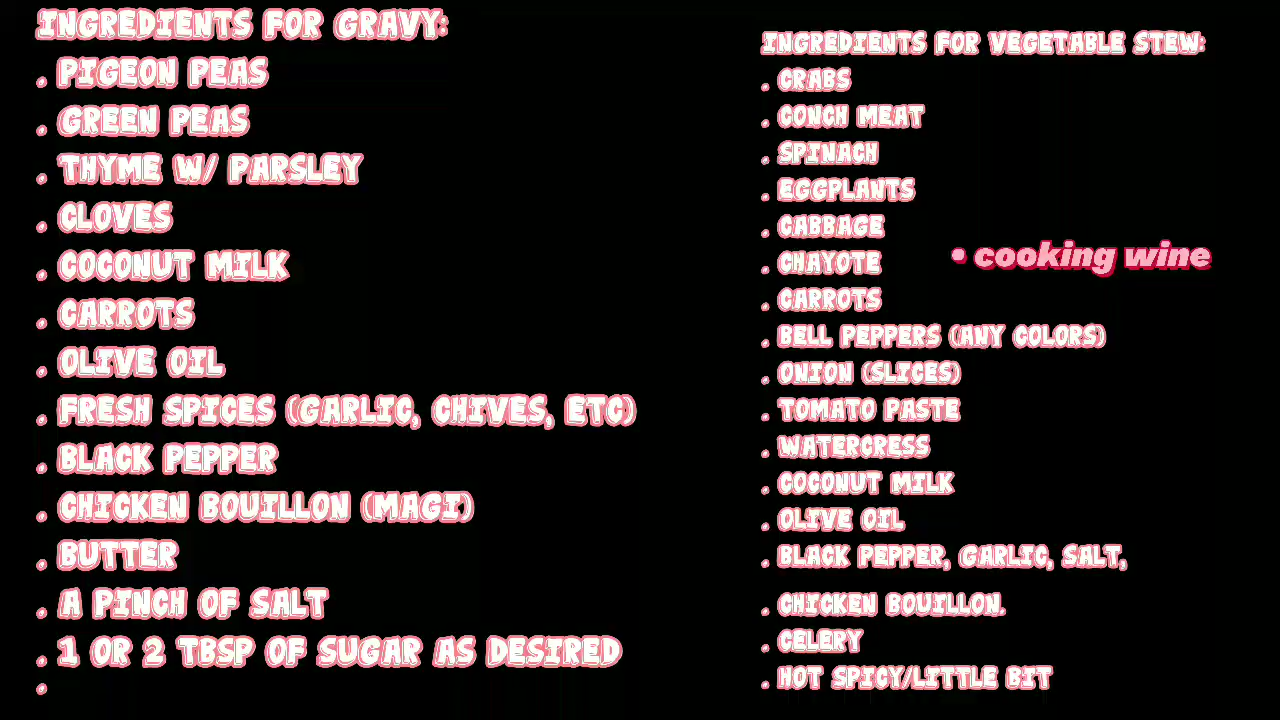 INGREDIENTS FOR GRAVY:
. PIGEON PEAS
. GREEN PEAS
. THYME W/ PARSLEY
. CLOVES
. COCONUT MILK
. CARROTS
. OLIVE OIL
. FRESH SPICES (GARLIC, CHIVES, ETC)
. BLACK PEPPER
. CHICKEN BOUILLON (MAGI)
. BUTTER
. A PINCH OF SALT
. 1 OR 2 TBSP OF SUGAR AS DESIRED
.
INGREDIENTS FOR VEGETABLE STEW:
. CRABS
. CONCH MEAT
. SPINACH
. EGGPLANTS
. CABBAGE
. CHAYOTE
. CARROTS
. BELL PEPPERS (ANY COLORS)
. ONION (SLICES)
. TOMATO PASTE
. WATERCRESS
. COCONUT MILK
. OLIVE OIL
. BLACK PEPPER, GARLIC, SALT,
. CHICKEN BOUILLON.
. CELERY
. HOT SPICY/LITTLE BIT
• cooking wine